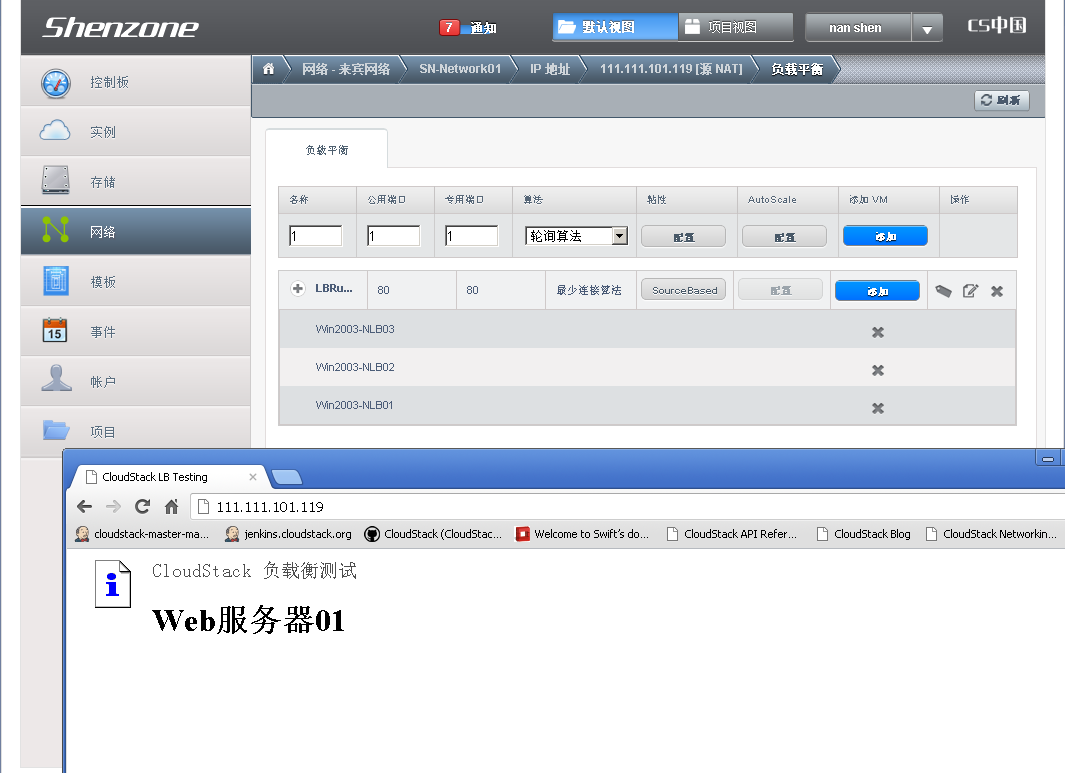 Shenzone 7 通知 默认视图 项目视图 nan shen CS中国
控制板
实例
存储
网络
模板
15 事件
帐户
项目
网络 - 来宾网络 SN-Network01 IP 地址 111.111.101.119 [源 NAT] 负载平衡
刷新
负载平衡
名称 公用端口 专用端口 算法 粘性 AutoScale 添加 VM 操作
1 1 1 轮询算法 配置 配置 添加
LBRu... 80 80 最少连接算法 SourceBased 配置 添加
Win2003-NLB03
Win2003-NLB02
Win2003-NLB01
CloudStack LB Testing
111.111.101.119
cloudstack-master-ma... jenkins.cloudstack.org CloudStack (CloudStac... Welcome to Swift's do... CloudStack API Refer... CloudStack Blog CloudStack Networkin...
CloudStack 负载衡测试
Web服务器01